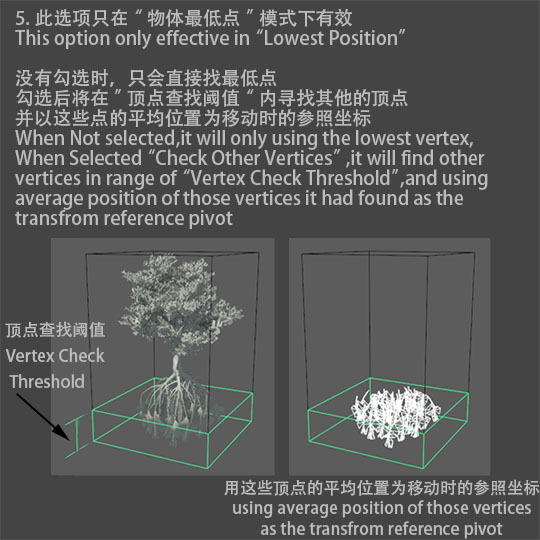 5. 此选项只在“物体最低点”模式下有效
This option only effective in “Lowest Position”
没有勾选时，只会直接找最低点
勾选后将在”顶点查找阈值“内寻找其他的顶点
并以这些点的平均位置为移动时的参照坐标
When Not selected,it will only using the lowest vertex,
When Selected “Check Other Vertices” ,it will find other
vertices in range of “Vertex Check Threshold”,and using
average position of those vertices it had found as the
transfrom reference pivot
顶点查找阈值
Vertex Check
Threshold
用这些顶点的平均位置为移动时的参照坐标
using average position of those vertices
as the transfrom reference pivot